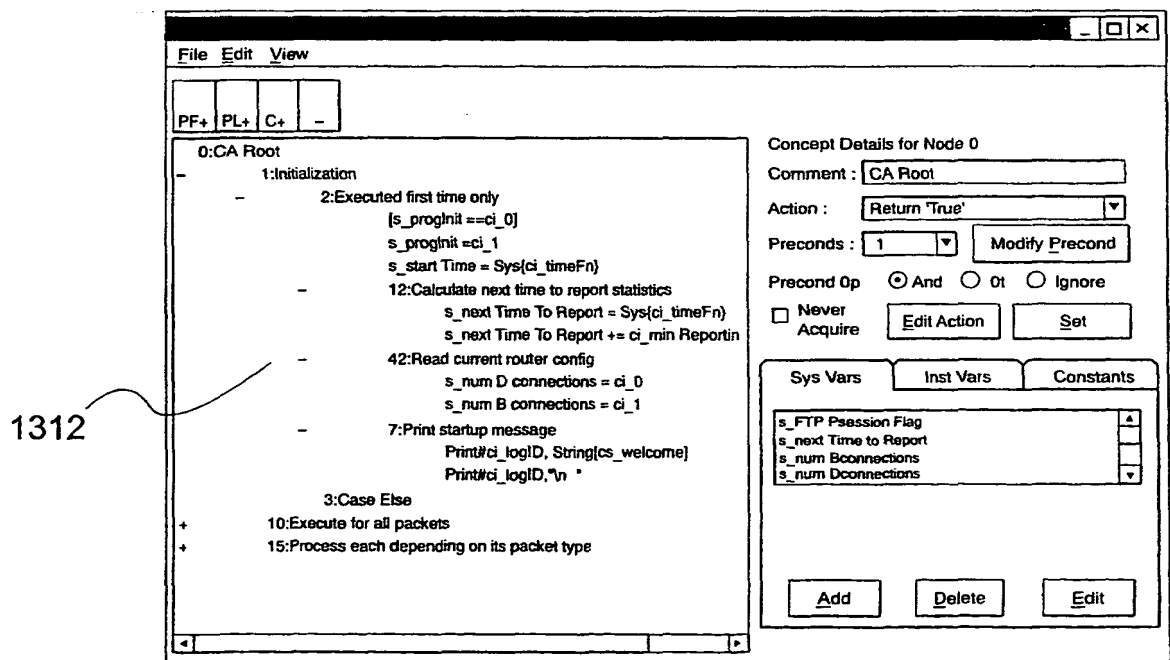 File Edit View
PF+ PL+ C+ –
0:CA Root
– 1:Initialization
– 2:Executed first time only
[s_progInit ==ci_0]
s_progInit =ci_1
s_start Time = Sys{ci_timeFn}
– 12:Calculate next time to report statistics
s_next Time To Report = Sys{ci_timeFn}
s_next Time To Report += ci_min Reportin
– 42:Read current router config
s_num D connections = ci_0
s_num B connections = ci_1
– 7:Print startup message
Print#ci_logID, String[cs_welcome]
Print#ci_logID,"\n "
3:Case Else
+ 10:Execute for all packets
+ 15:Process each depending on its packet type
1312
Concept Details for Node 0
Comment : CA Root
Action : Return 'True'
Preconds : 1 Modify Precond
Precond 0p And 0t Ignore
Never Acquire Edit Action Set
Sys Vars Inst Vars Constants
s_FTP Psession Flag
s_next Time to Report
s_num Bconnections
s_num Dconnections
Add Delete Edit